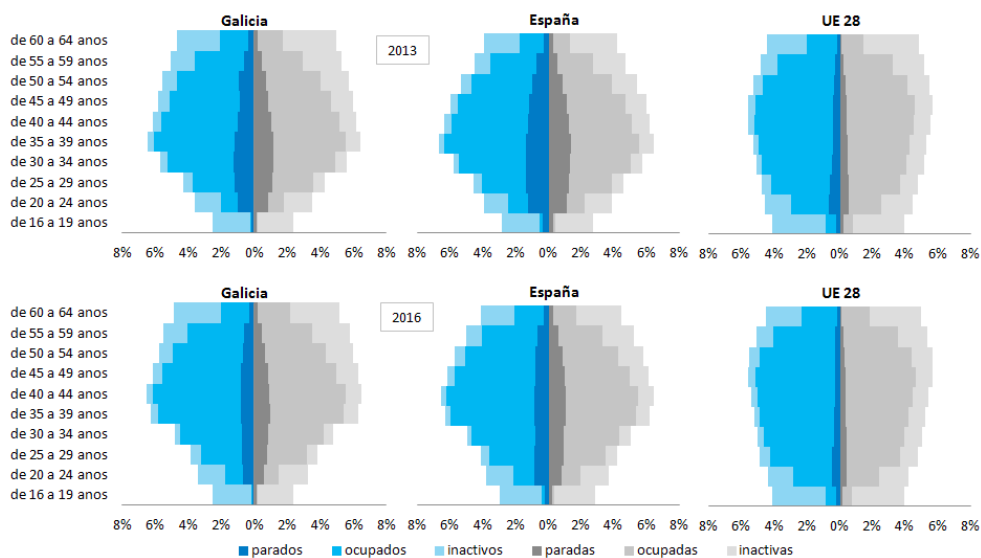 Galicia España UE 28
2013
de 60 a 64 anos
de 55 a 59 anos
de 50 a 54 anos
de 45 a 49 anos
de 40 a 44 anos
de 35 a 39 anos
de 30 a 34 anos
de 25 a 29 anos
de 20 a 24 anos
de 16 a 19 anos
8% 6% 4% 2% 0% 2% 4% 6% 8% 8% 6% 4% 2% 0% 2% 4% 6% 8% 8% 6% 4% 2% 0% 2% 4% 6% 8%
Galicia España UE 28
2016
de 60 a 64 anos
de 55 a 59 anos
de 50 a 54 anos
de 45 a 49 anos
de 40 a 44 anos
de 35 a 39 anos
de 30 a 34 anos
de 25 a 29 anos
de 20 a 24 anos
de 16 a 19 anos
8% 6% 4% 2% 0% 2% 4% 6% 8% 8% 6% 4% 2% 0% 2% 4% 6% 8% 8% 6% 4% 2% 0% 2% 4% 6% 8%
parados ocupados inactivos paradas ocupadas inactivas